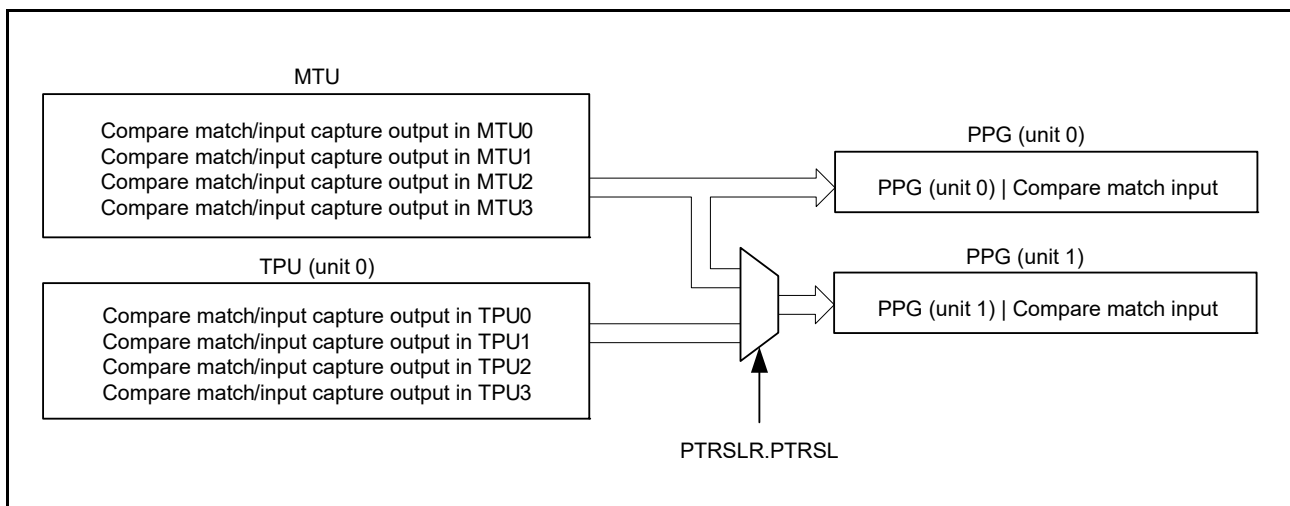 MTU
Compare match/input capture output in MTU0
Compare match/input capture output in MTU1
Compare match/input capture output in MTU2
Compare match/input capture output in MTU3
TPU (unit 0)
Compare match/input capture output in TPU0
Compare match/input capture output in TPU1
Compare match/input capture output in TPU2
Compare match/input capture output in TPU3
PPG (unit 0)
PPG (unit 0) | Compare match input
PPG (unit 1)
PPG (unit 1) | Compare match input
PTRSLR.PTRSL